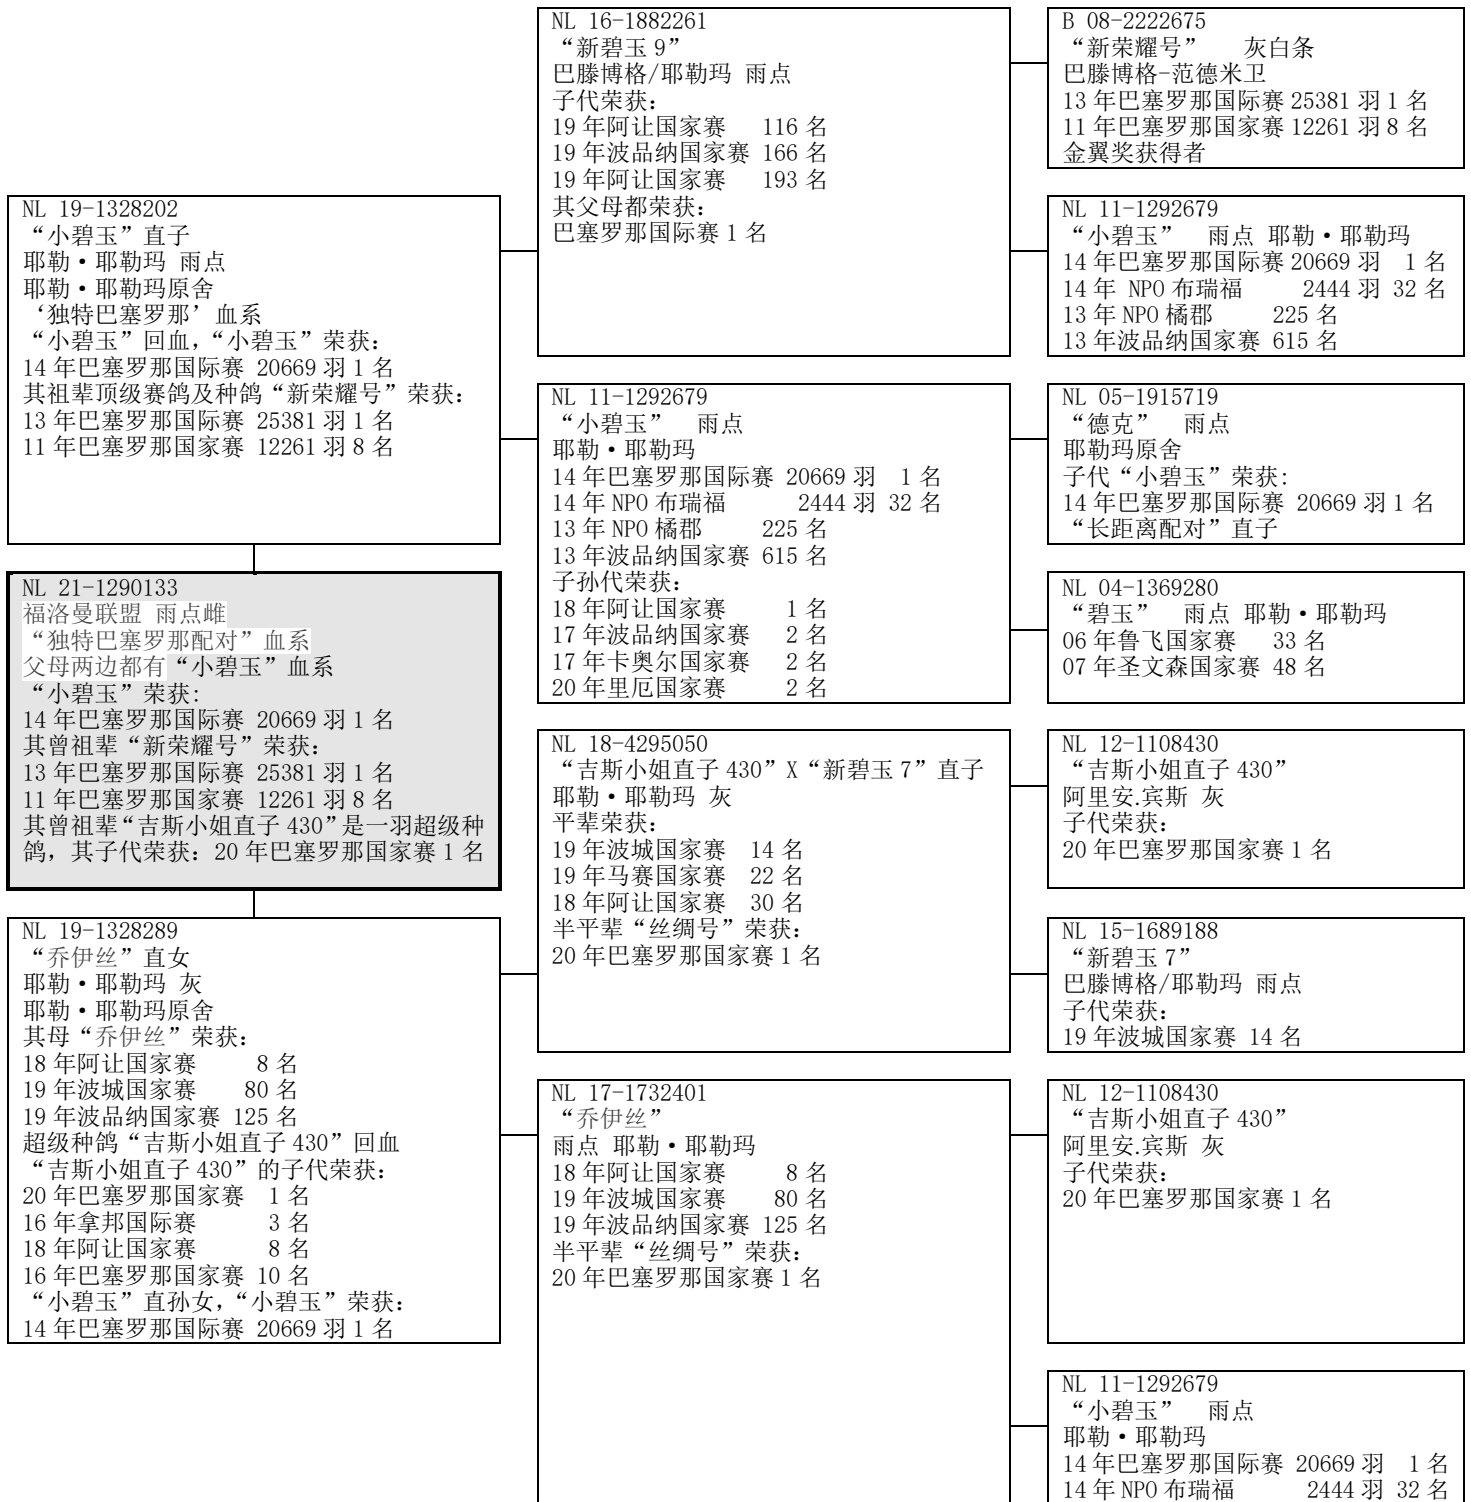 NL 19-1328202
“小碧玉”直子
耶勒·耶勒玛 雨点
耶勒·耶勒玛原舍
‘独特巴塞罗那’血系
“小碧玉”回血，“小碧玉”荣获：
14 年巴塞罗那国际赛 20669 羽 1 名
其祖辈顶级赛鸽及种鸽“新荣耀号”荣获：
13 年巴塞罗那国际赛 25381 羽 1 名
11 年巴塞罗那国家赛 12261 羽 8 名
NL 21-1290133
福洛曼联盟 雨点雌
“独特巴塞罗那配对”血系
父母两边都有“小碧玉”血系
“小碧玉”荣获：
14 年巴塞罗那国际赛 20669 羽 1 名
其曾祖辈“新荣耀号”荣获：
13 年巴塞罗那国际赛 25381 羽 1 名
11 年巴塞罗那国家赛 12261 羽 8 名
其曾祖辈“吉斯小姐直子 430”是一羽超级种
鸽，其子代荣获：20 年巴塞罗那国家赛 1 名
NL 19-1328289
“乔伊丝”直女
耶勒·耶勒玛 灰
耶勒·耶勒玛原舍
其母“乔伊丝”荣获：
18 年阿让国家赛 8 名
19 年波城国家赛 80 名
19 年波品纳国家赛 125 名
超级种鸽“吉斯小姐直子 430”回血
“吉斯小姐直子 430”的子代荣获：
20 年巴塞罗那国家赛 1 名
16 年拿邦国际赛 3 名
18 年阿让国家赛 8 名
16 年巴塞罗那国家赛 10 名
“小碧玉”直孙女，“小碧玉”荣获：
14 年巴塞罗那国际赛 20669 羽 1 名
NL 16-1882261
“新碧玉 9”
巴滕博格/耶勒玛 雨点
子代荣获：
19 年阿让国家赛 116 名
19 年波品纳国家赛 166 名
19 年阿让国家赛 193 名
其父母都荣获：
巴塞罗那国际赛 1 名
NL 11-1292679
“小碧玉” 雨点
耶勒·耶勒玛
14 年巴塞罗那国际赛 20669 羽 1 名
14 年 NPO 布瑞福 2444 羽 32 名
13 年 NPO 橘郡 225 名
13 年波品纳国家赛 615 名
子孙代荣获：
18 年阿让国家赛 1 名
17 年波品纳国家赛 2 名
17 年卡奥尔国家赛 2 名
20 年里厄国家赛 2 名
NL 18-4295050
“吉斯小姐直子 430”X“新碧玉 7”直子
耶勒·耶勒玛 灰
平辈荣获：
19 年波城国家赛 14 名
19 年马赛国家赛 22 名
18 年阿让国家赛 30 名
半平辈“丝绸号”荣获：
20 年巴塞罗那国家赛 1 名
NL 17-1732401
“乔伊丝”
雨点 耶勒·耶勒玛
18 年阿让国家赛 8 名
19 年波城国家赛 80 名
19 年波品纳国家赛 125 名
半平辈“丝绸号”荣获：
20 年巴塞罗那国家赛 1 名
B 08-2222675
“新荣耀号” 灰白条
巴滕博格-范德米卫
13 年巴塞罗那国际赛 25381 羽 1 名
11 年巴塞罗那国家赛 12261 羽 8 名
金翼奖获得者
NL 11-1292679
“小碧玉” 雨点 耶勒·耶勒玛
14 年巴塞罗那国际赛 20669 羽 1 名
14 年 NPO 布瑞福 2444 羽 32 名
13 年 NPO 橘郡 225 名
13 年波品纳国家赛 615 名
NL 05-1915719
“德克” 雨点
耶勒玛原舍
子代“小碧玉”荣获：
14 年巴塞罗那国际赛 20669 羽 1 名
“长距离配对”直子
NL 04-1369280
“碧玉” 雨点 耶勒·耶勒玛
06 年鲁飞国家赛 33 名
07 年圣文森国家赛 48 名
NL 12-1108430
“吉斯小姐直子 430”
阿里安.宾斯 灰
子代荣获：
20 年巴塞罗那国家赛 1 名
NL 15-1689188
“新碧玉 7”
巴滕博格/耶勒玛 雨点
子代荣获：
19 年波城国家赛 14 名
NL 12-1108430
“吉斯小姐直子 430”
阿里安.宾斯 灰
子代荣获：
20 年巴塞罗那国家赛 1 名
NL 11-1292679
“小碧玉” 雨点
耶勒·耶勒玛
14 年巴塞罗那国际赛 20669 羽 1 名
14 年 NPO 布瑞福 2444 羽 32 名